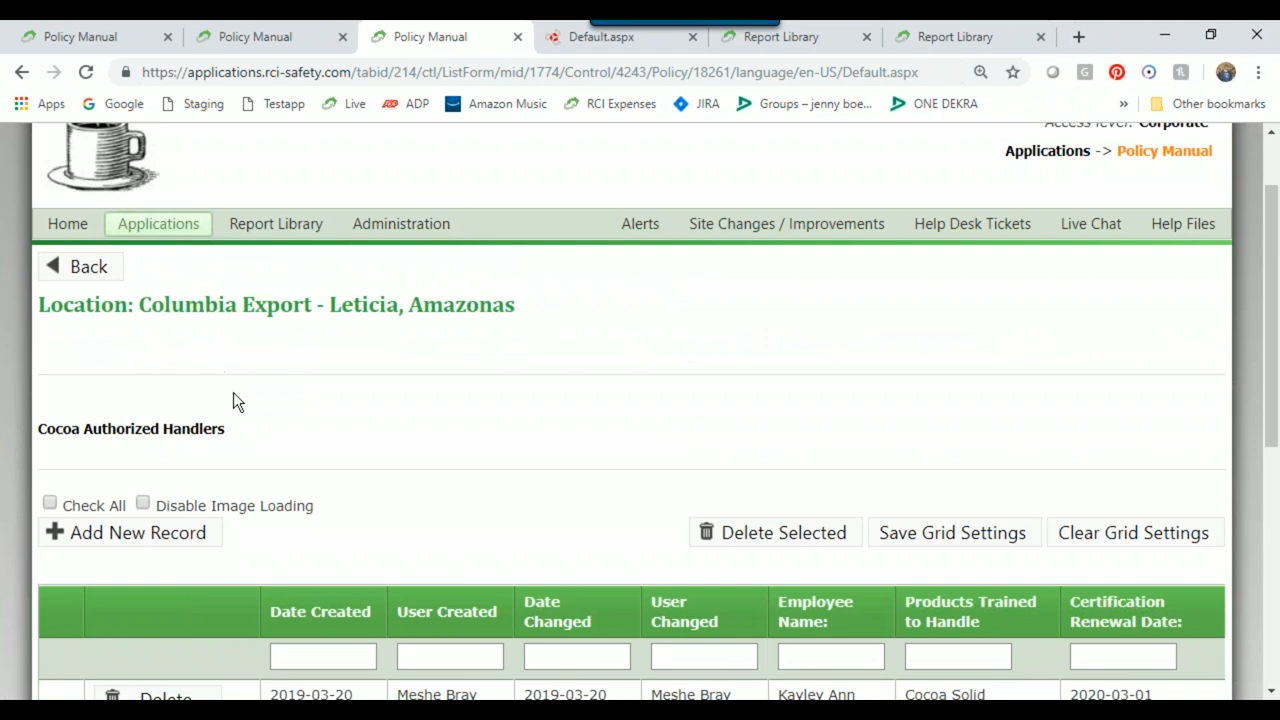 Policy Manual
Policy Manual
Policy Manual
Default.aspx
Report Library
Report Library
https://applications.rci-safety.com/tabid/214/ctl/ListForm/mid/1774/Control/4243/Policy/18261/language/en-US/Default.aspx
Apps Google Staging Testapp Live ADP Amazon Music RCI Expenses JIRA Groups – jenny boe... ONE DEKRA » Other bookmarks
Access level: Corporate
Applications -> Policy Manual
Home Applications Report Library Administration Alerts Site Changes / Improvements Help Desk Tickets Live Chat Help Files
Back
Location: Columbia Export - Leticia, Amazonas
Cocoa Authorized Handlers
Check All Disable Image Loading
Add New Record Delete Selected Save Grid Settings Clear Grid Settings
Date Created User Created Date Changed User Changed Employee Name: Products Trained to Handle Certification Renewal Date:
Delete 2019-03-20 Meshe Bray 2019-03-20 Meshe Bray Kayley Ann Cocoa Solid 2020-03-01